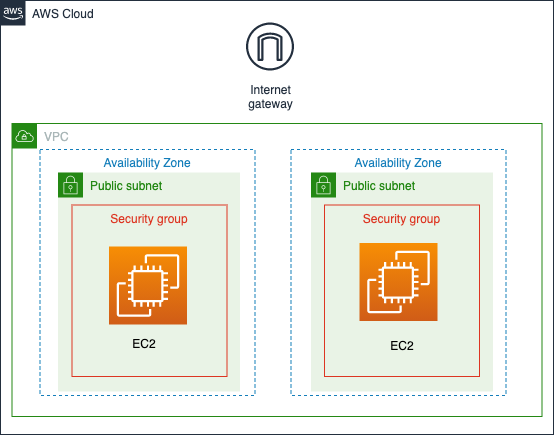 aws
AWS Cloud
Internet
gateway
VPC
Availability Zone
Availability Zone
Public subnet
Public subnet
Security group
Security group
EC2
EC2